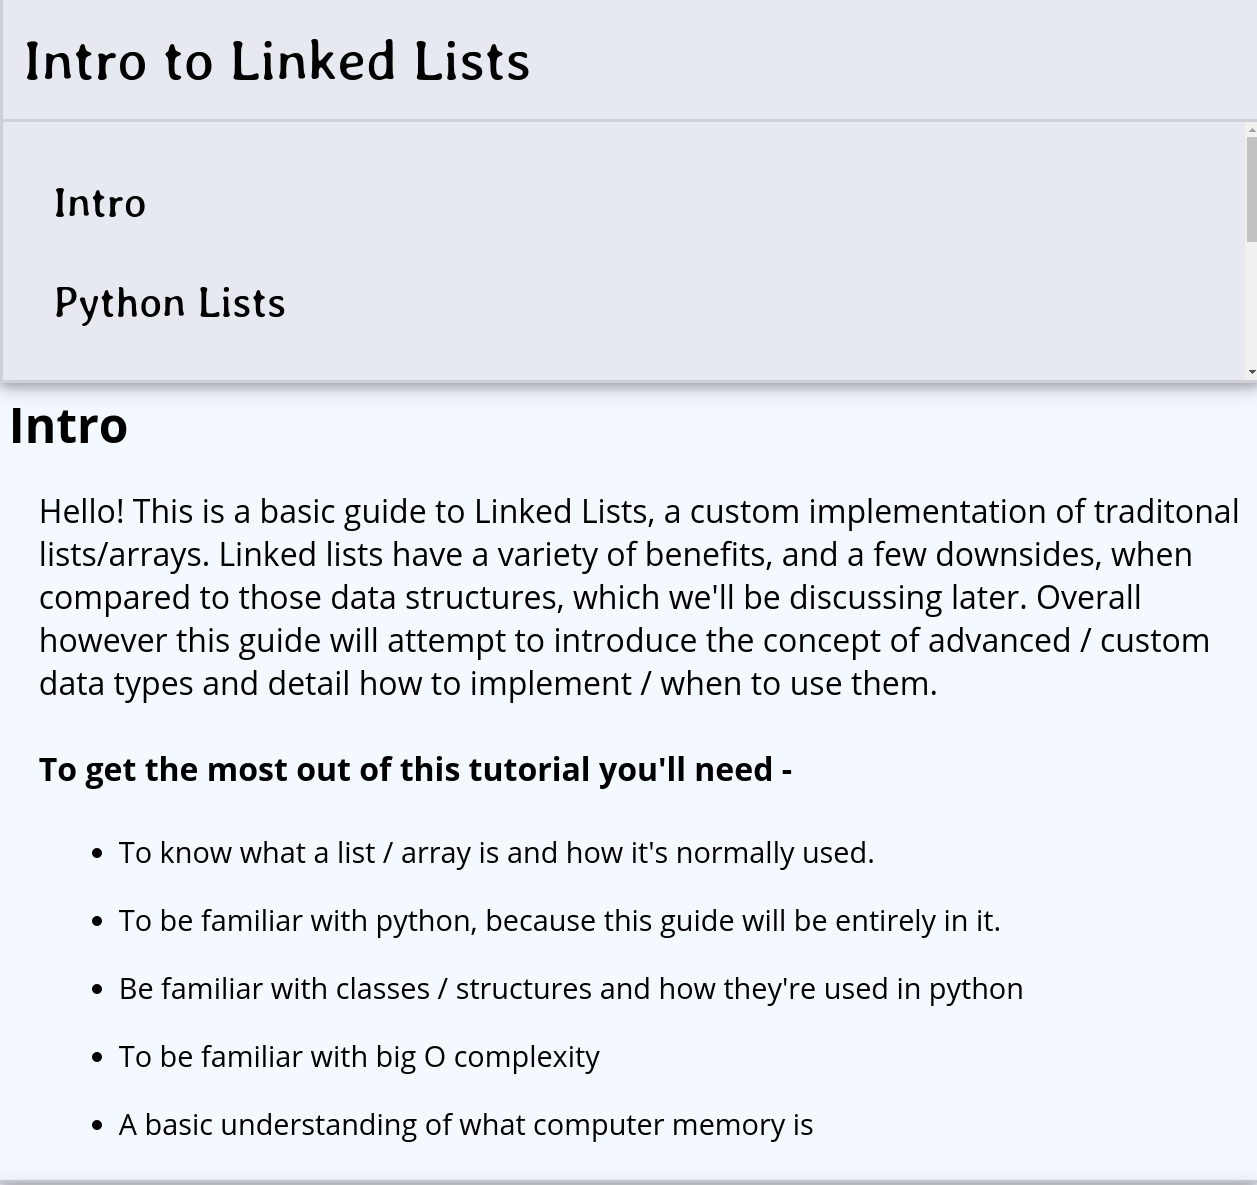 Intro to Linked Lists
Intro
Python Lists
Intro
Hello! This is a basic guide to Linked Lists, a custom implementation of traditonal
lists/arrays. Linked lists have a variety of benefits, and a few downsides, when
compared to those data structures, which we'll be discussing later. Overall
however this guide will attempt to introduce the concept of advanced / custom
data types and detail how to implement / when to use them.
To get the most out of this tutorial you'll need -
• To know what a list / array is and how it's normally used.
• To be familiar with python, because this guide will be entirely in it.
• Be familiar with classes / structures and how they're used in python
• To be familiar with big O complexity
• A basic understanding of what computer memory is